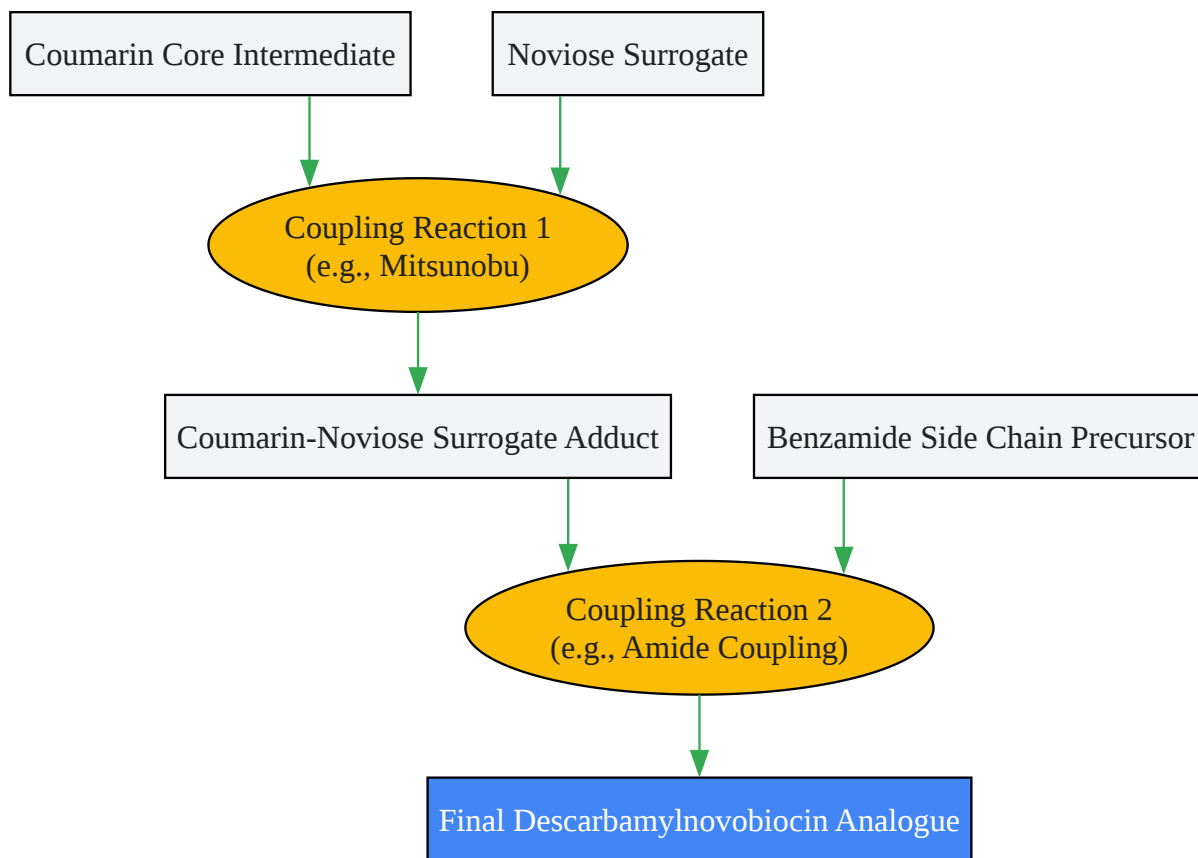 Coumarin Core Intermediate
Noviose Surrogate
Coupling Reaction 1
(e.g., Mitsunobu)
Coumarin-Noviose Surrogate Adduct
Benzamide Side Chain Precursor
Coupling Reaction 2
(e.g., Amide Coupling)
Final Descarbamylnovobiocin Analogue